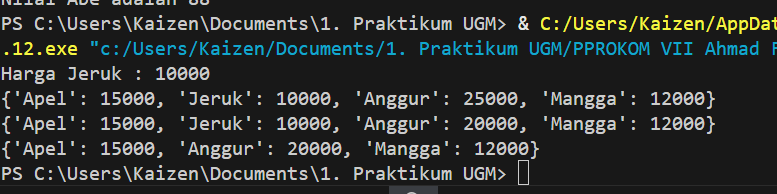 Nilai Abe adalah 88
PS C:\Users\Kaizen\Documents\1. Praktikum UGM> & C:/Users/Kaizen/AppDat
.12.exe "c:/Users/Kaizen/Documents/1. Praktikum UGM/PPROKOM VII Ahmad F
Harga Jeruk : 10000
{'Apel': 15000, 'Jeruk': 10000, 'Anggur': 25000, 'Mangga': 12000}
{'Apel': 15000, 'Jeruk': 10000, 'Anggur': 20000, 'Mangga': 12000}
{'Apel': 15000, 'Anggur': 20000, 'Mangga': 12000}
PS C:\Users\Kaizen\Documents\1. Praktikum UGM>